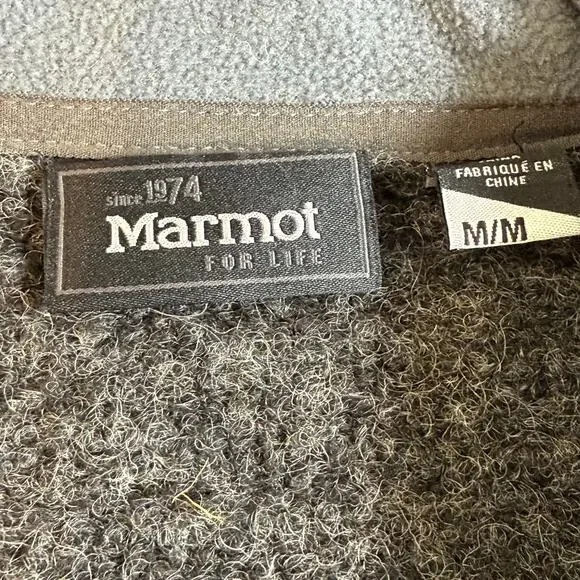 since 1974
Marmot
FOR LIFE
FABRIQUÉ EN
CHINE
M/M